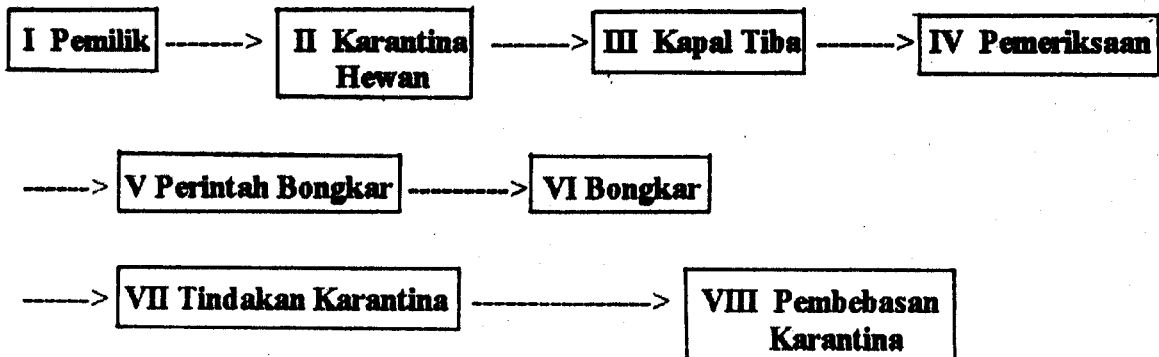 I Pemilik -------> II Karantina Hewan -------> III Kapal Tiba -------> IV Pemeriksaan
------> V Perintah Bongkar ---------> VI Bongkar
------> VII Tindakan Karantina ----------------> VIII Pembebasan Karantina